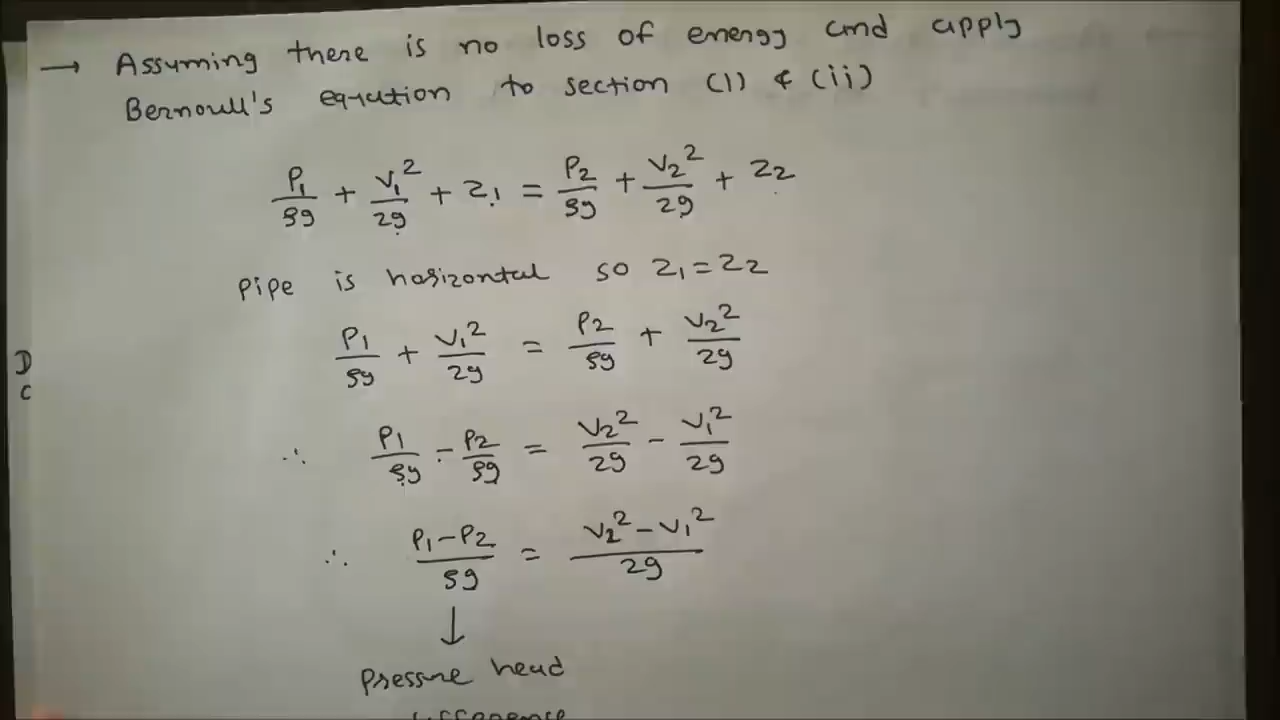 → Assuming there is no loss of energy and apply
Bernoull's equation to section (i) & (ii)
P₁/ρg + V₁²/2g + Z₁ = P₂/ρg + V₂²/2g + Z₂
Pipe is horizontal so Z₁ = Z₂
P₁/ρg + V₁²/2g = P₂/ρg + V₂²/2g
∴ P₁/ρg - P₂/ρg = V₂²/2g - V₁²/2g
∴ P₁-P₂/ρg = V₂²-V₁²/2g
↓
Pressure head
D
C